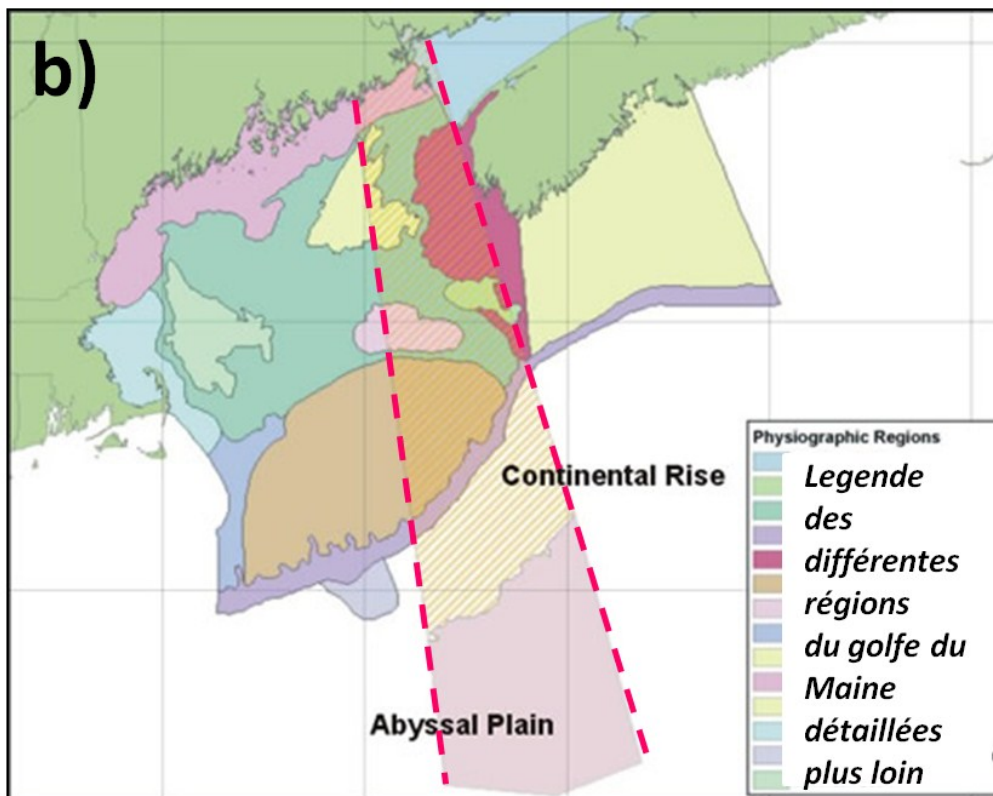 b)
Continental Rise
Abyssal Plain
Physiographic Regions
Legende
des
différentes
régions
du golfe du
Maine
détaillées
plus loin